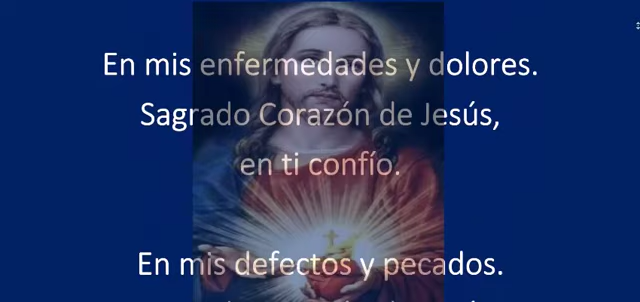 En mis enfermedades y dolores.
Sagrado Corazón de Jesús,
en ti confío.
En mis defectos y pecados.